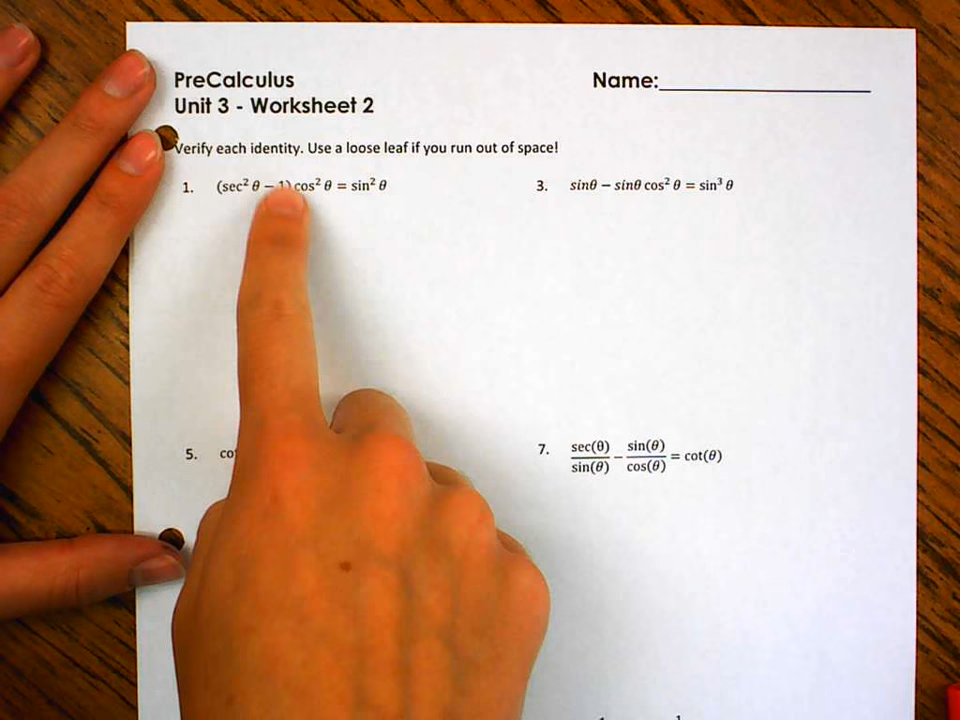 PreCalculus
Name:
Unit 3 - Worksheet 2
Verify each identity. Use a loose leaf if you run out of space!
1. (sec² θ − 1) cos² θ = sin² θ
3. sinθ − sinθ cos² θ = sin³ θ
5.
7. sec(θ)/sin(θ) − sin(θ)/cos(θ) = cot(θ)